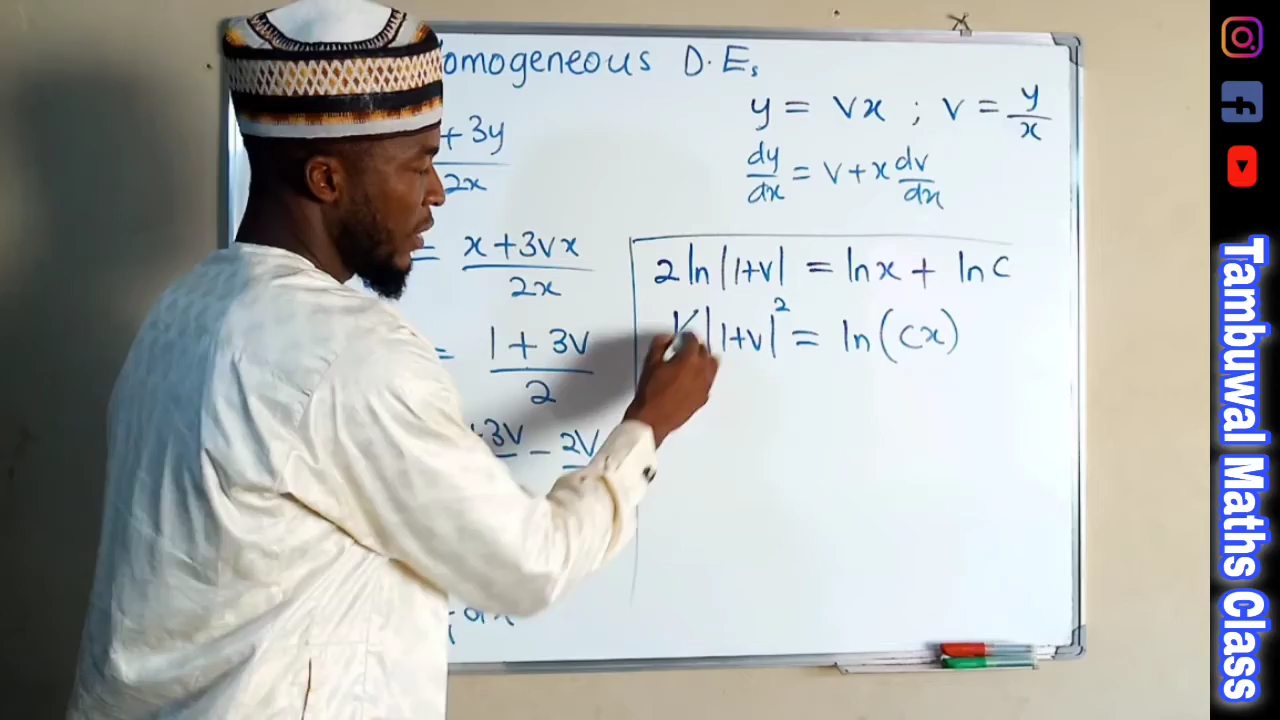 omogeneous D.Es
y = vx ; v = y/x
dy/dx = v + x dv/dx
+ 3y
2x
= x + 3vx / 2x
= 1 + 3v / 2
+3v - 2v
2 ln |1+v| = ln x + ln c
|1+v|² = ln (cx)
Tambuwal Maths Class